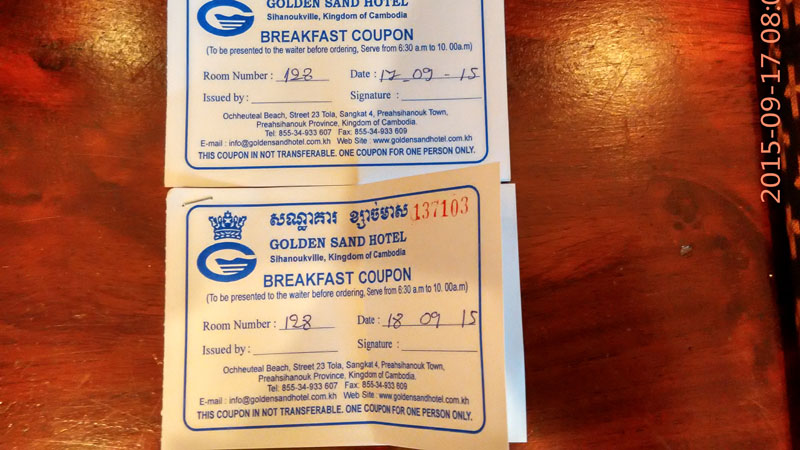 GOLDEN SAND HOTEL
Sihanoukville, Kingdom of Cambodia
BREAKFAST COUPON
(To be presented to the waiter before ordering, Serve from 6:30 a.m to 10. 00a.m)
Room Number : 128 Date : 17-09-15
Issued by : Signature :
Ochheuteal Beach, Street 23 Tola, Sangkat 4, Preahsihanouk Town,
Preahsihanouk Province, Kingdom of Cambodia.
Tel: 855-34-933 607 Fax: 855-34-933 609
E-mail : info@goldensandhotel.com.kh Web Site : www.goldensandhotel.com.kh
THIS COUPON IN NOT TRANSFERABLE. ONE COUPON FOR ONE PERSON ONLY.
សណ្ឋាគារ ខ្សាច់មាស 137103
GOLDEN SAND HOTEL
Sihanoukville, Kingdom of Cambodia
BREAKFAST COUPON
(To be presented to the waiter before ordering, Serve from 6:30 a.m to 10. 00a.m)
Room Number : 128 Date : 18 09 15
Issued by : Signature :
Ochheuteal Beach, Street 23 Tola, Sangkat 4, Preahsihanouk Town,
Preahsihanouk Province, Kingdom of Cambodia.
Tel: 855-34-933 607 Fax: 855-34-933 609
E-mail : info@goldensandhotel.com.kh Web Site : www.goldensandhotel.com.kh
THIS COUPON IN NOT TRANSFERABLE. ONE COUPON FOR ONE PERSON ONLY.
2015-09-17 08:0